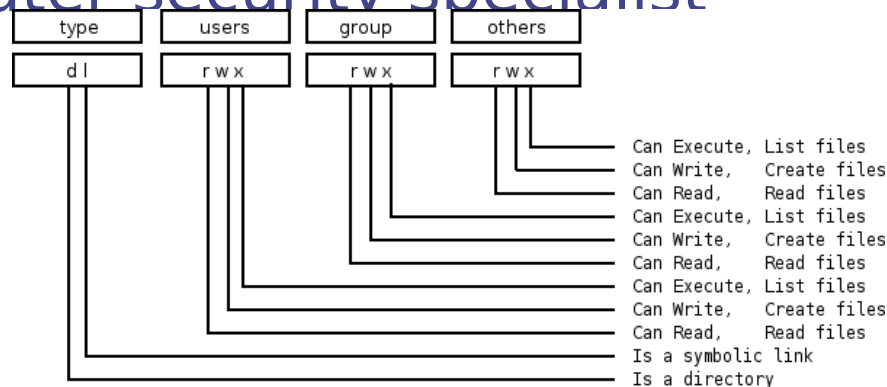 security specialist
type users group others
d l r w x r w x r w x
Can Execute, List files
Can Write, Create files
Can Read, Read files
Can Execute, List files
Can Write, Create files
Can Read, Read files
Can Execute, List files
Can Write, Create files
Can Read, Read files
Is a symbolic link
Is a directory